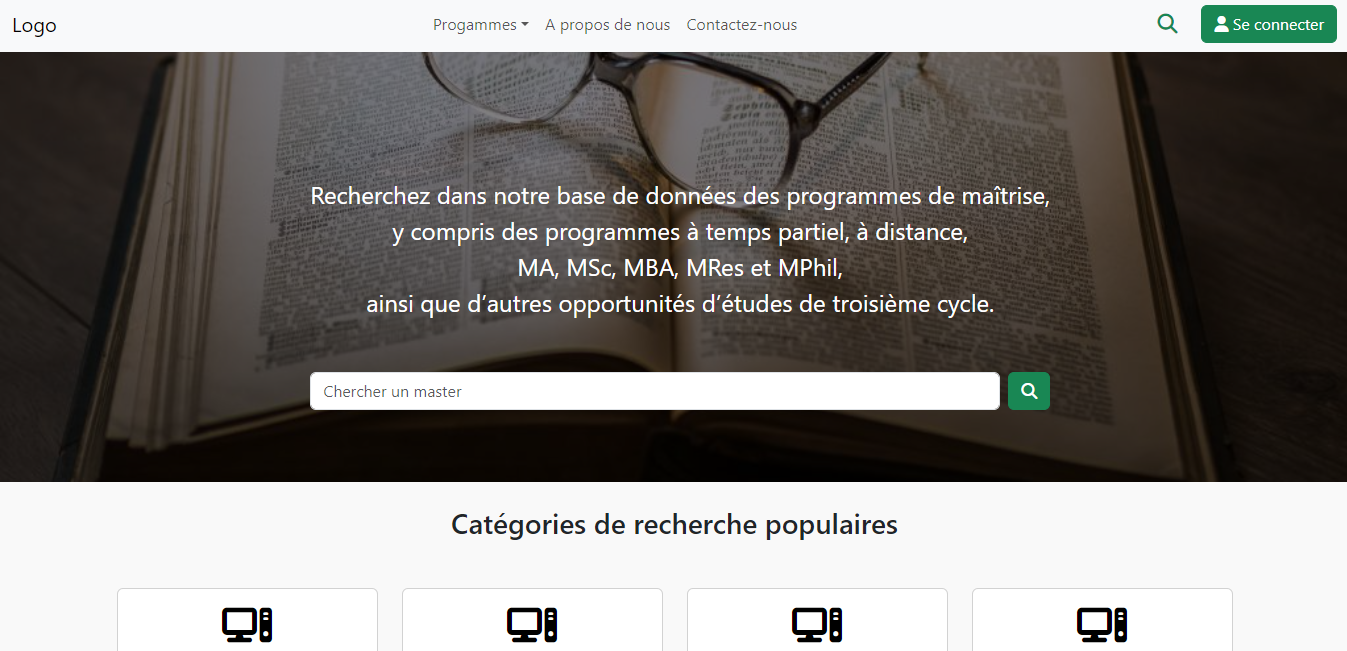 Logo
Progammes
A propos de nous
Contactez-nous
Se connecter
Recherchez dans notre base de données des programmes de maîtrise,
y compris des programmes à temps partiel, à distance,
MA, MSc, MBA, MRes et MPhil,
ainsi que d’autres opportunités d’études de troisième cycle.
Chercher un master
Catégories de recherche populaires